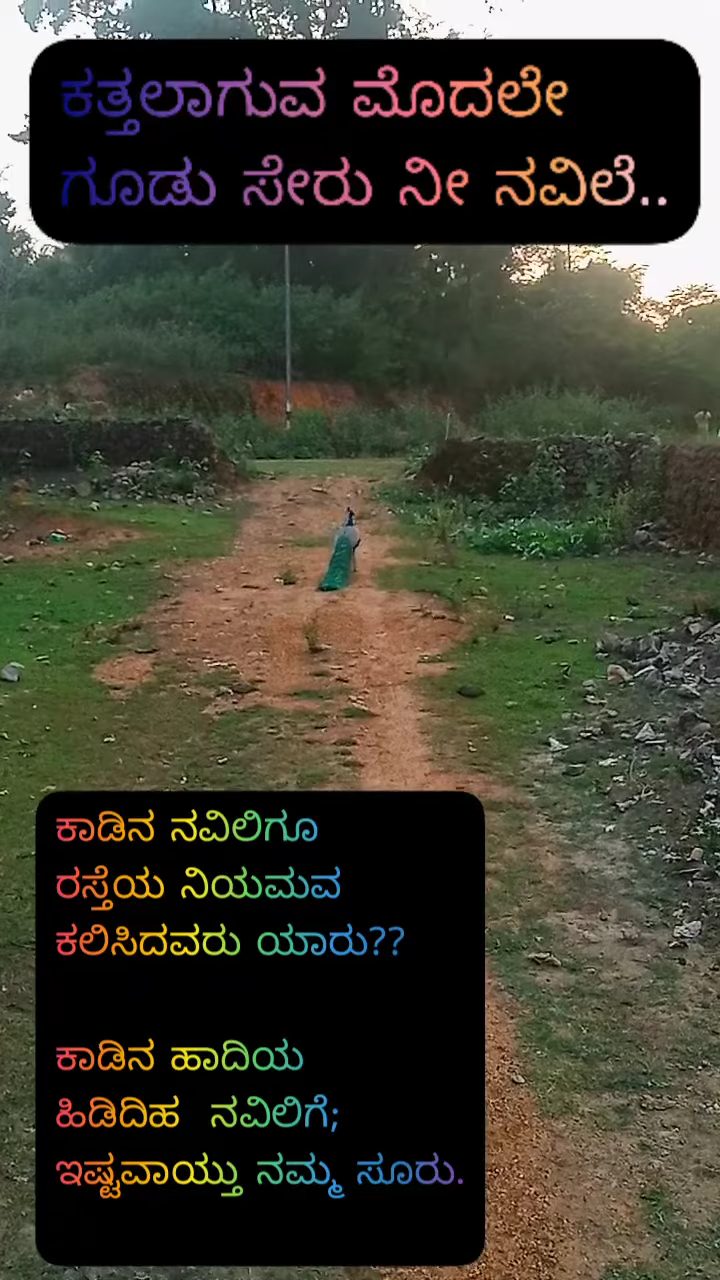 ಕತ್ತಲಾಗುವ ಮೊದಲೇ
ಗೂಡು ಸೇರು ನೀ ನವಿಲೆ..
ಕಾಡಿನ ನವಿಲಿಗೂ
ರಸ್ತೆಯ ನಿಯಮವ
ಕಲಿಸಿದವರು ಯಾರು??
ಕಾಡಿನ ಹಾದಿಯ
ಹಿಡಿದಿಹ ನವಿಲಿಗೆ;
ಇಷ್ಟವಾಯ್ತು ನಮ್ಮ ಸೂರು.